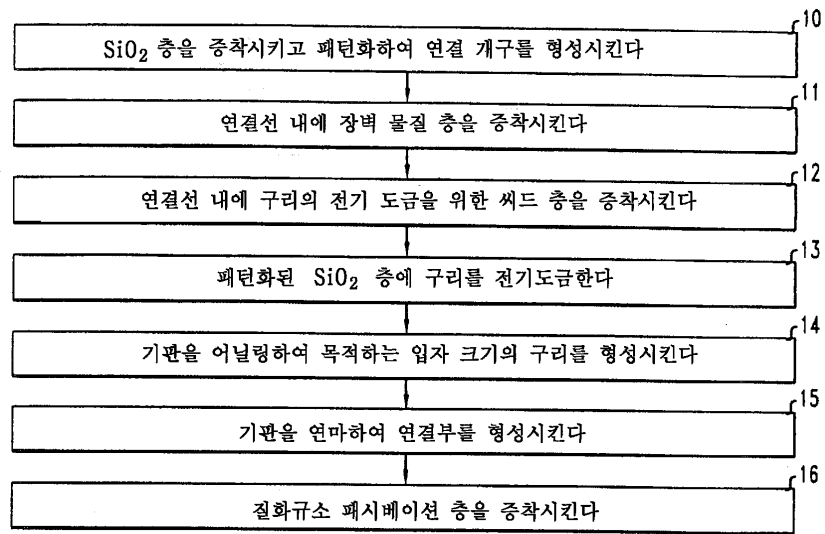 10
SiO2 층을 증착시키고 패턴화하여 연결 개구를 형성시킨다
11
연결선 내에 장벽 물질 층을 증착시킨다
12
연결선 내에 구리의 전기 도금을 위한 씨드 층을 증착시킨다
13
패턴화된 SiO2 층에 구리를 전기도금한다
14
기판을 어닐링하여 목적하는 입자 크기의 구리를 형성시킨다
15
기판을 연마하여 연결부를 형성시킨다
16
질화규소 패시베이션 층을 증착시킨다